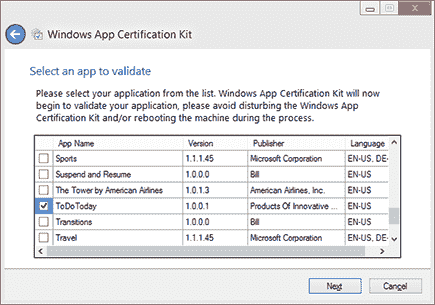 Windows App Certification Kit
Select an app to validate
Please select your application from the list. Windows App Certification Kit will now
begin to validate your application, please avoid disturbing the Windows App
Certification Kit and/or rebooting the machine during the process.
App Name Version Publisher Language
Sports 1.1.1.45 Microsoft Corporation EN-US, DE-
Suspend and Resume 1.0.0.0 Bill EN-US
The Tower by American Airlines 1.0.1.3 American Airlines, Inc. EN-US
ToDoToday 1.0.0.1 Products Of Innovative ... EN-US
Transitions 1.0.0.0 Bill EN-US
Travel 1.1.1.45 Microsoft Corporation EN-US, DE-
Next Cancel